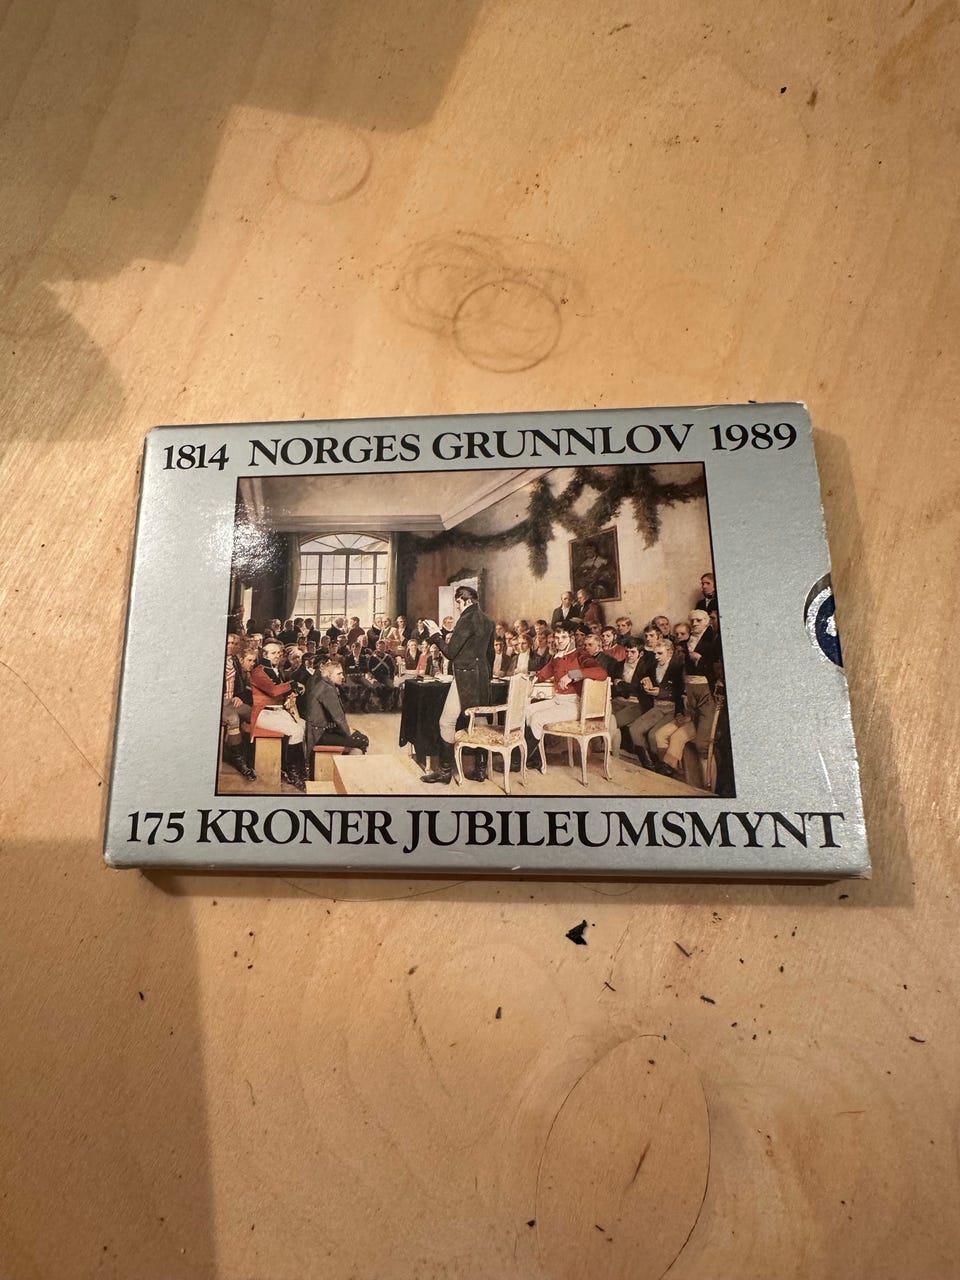 1814 NORGES GRUNNLOV 1989
175 KRONER JUBILEUMSMYNT